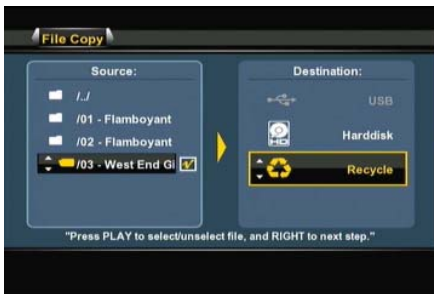 File Copy
Source:
Destination:
/../
/01 - Flamboyant
/02 - Flamboyant
/03 - West End Gi
USB
HD
Harddisk
Recycle
"Press PLAY to select/unselect file, and RIGHT to next step."